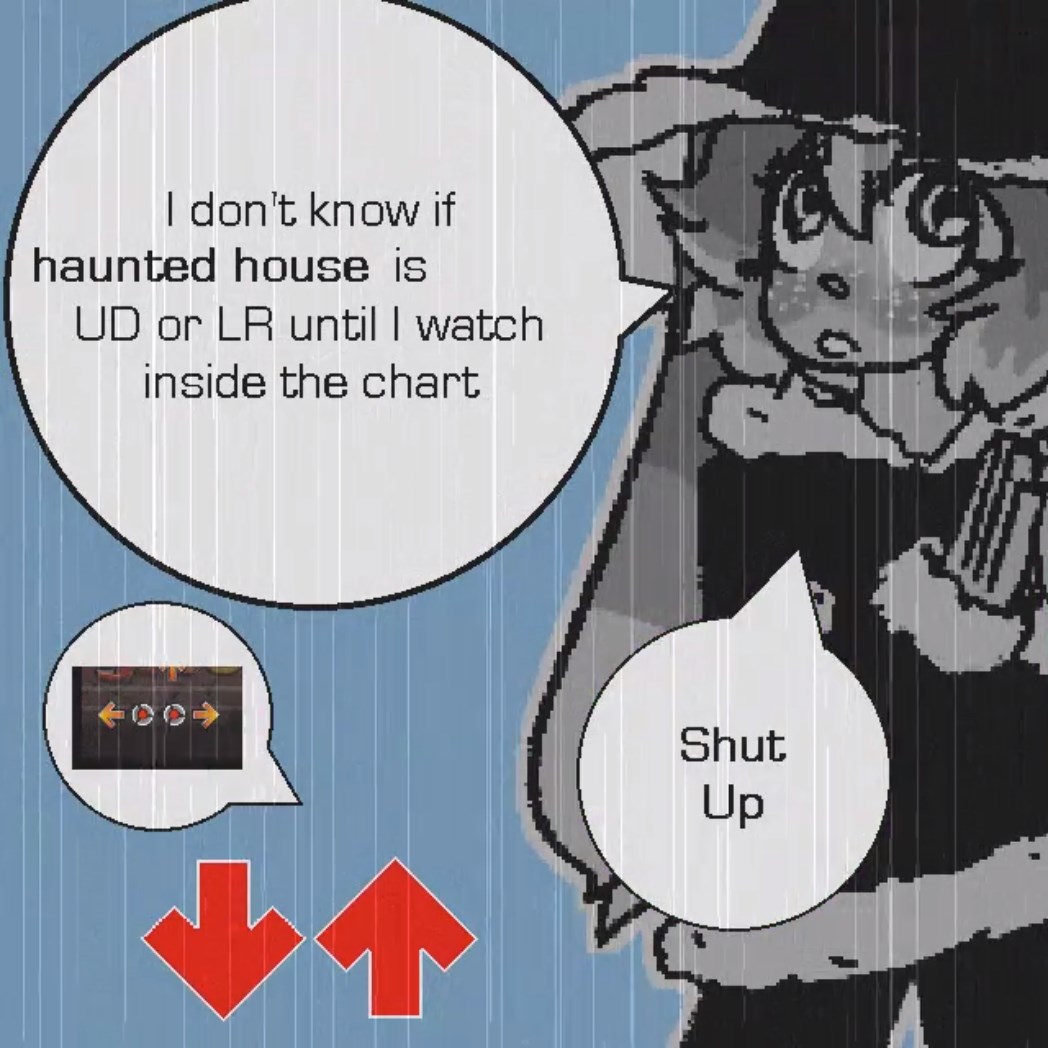 I don't know if
haunted house is
UD or LR until I watch
inside the chart
Shut
Up